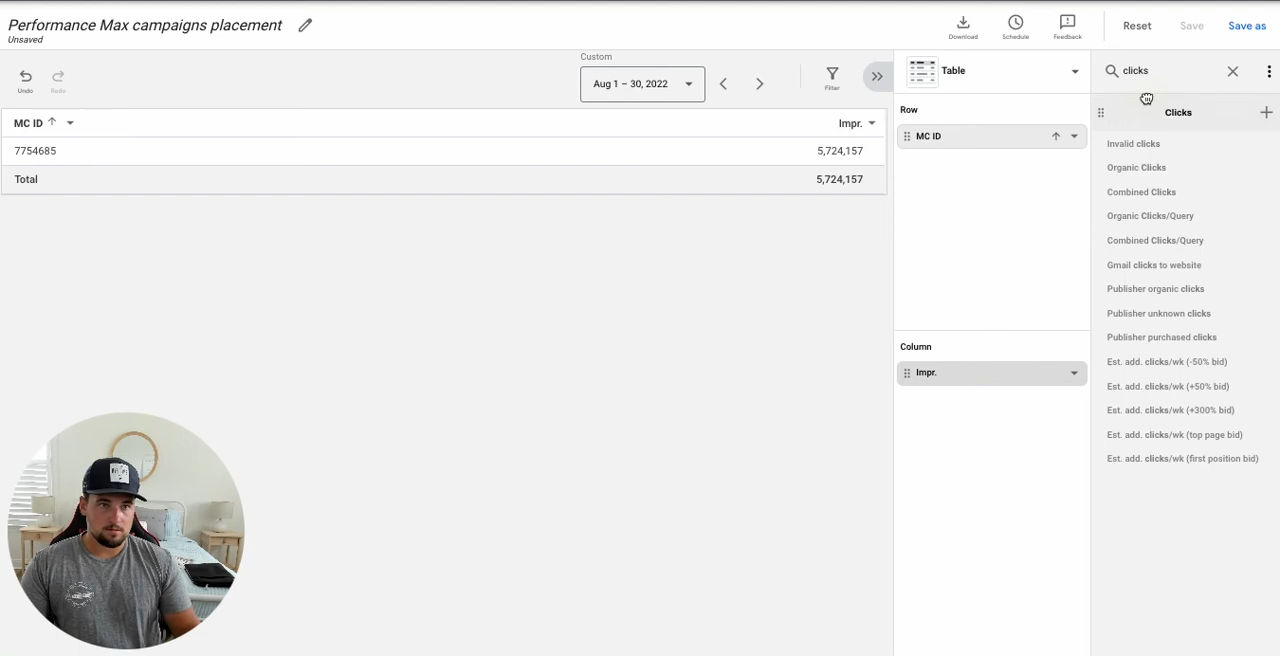 Performance Max campaigns placement
Unsaved
Download
Schedule
Feedback
Reset
Save
Save as
Undo
Redo
Custom
Aug 1 – 30, 2022
Filter
Table
clicks
MC ID
Impr.
7754685
5,724,157
Total
5,724,157
Row
MC ID
Column
Impr.
Clicks
Invalid clicks
Organic Clicks
Combined Clicks
Organic Clicks/Query
Combined Clicks/Query
Gmail clicks to website
Publisher organic clicks
Publisher unknown clicks
Publisher purchased clicks
Est. add. clicks/wk (-50% bid)
Est. add. clicks/wk (+50% bid)
Est. add. clicks/wk (+300% bid)
Est. add. clicks/wk (top page bid)
Est. add. clicks/wk (first position bid)